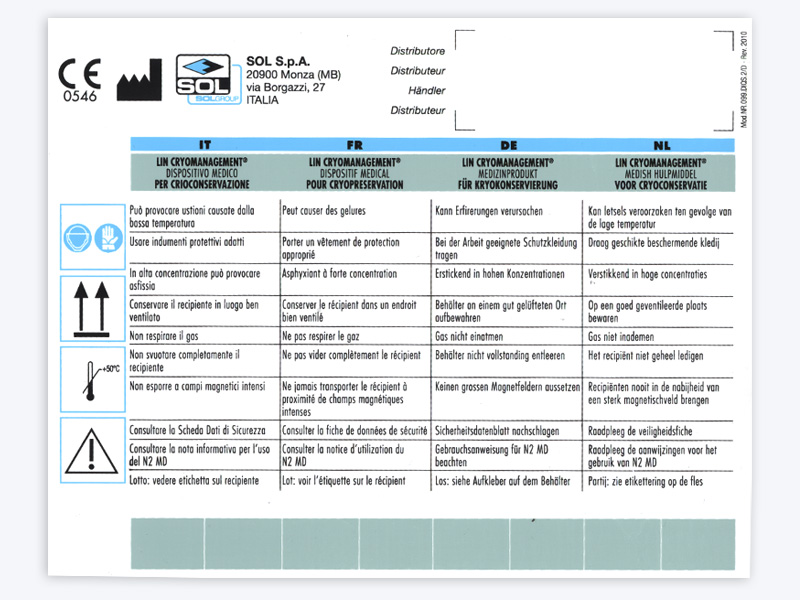 CE
0546
SOL
SOLGROUP
SOL S.p.A.
20900 Monza (MB)
via Borgazzi, 27
ITALIA
Distributore
Distributeur
Händler
Distributeur
Mod.NR.099.DIQS 2/D Rev. 2010
IT
LIN CRYOMANAGEMENT®
DISPOSITIVO MEDICO
PER CRIOCONSERVAZIONE
FR
LIN CRYOMANAGEMENT®
DISPOSITIF MEDICAL
POUR CRYOPRESERVATION
DE
LIN CRYOMANAGEMENT®
MEDIZINPRODUKT
FÜR KRYOKONSERVIERUNG
NL
LIN CRYOMANAGEMENT®
MEDISH HULPMIDDEL
VOOR CRYOCONSERVATIE
Può provocare ustioni causate dalla
bassa temperatura
Peut causer des gelures
Kann Erfirerungen verursachen
Kan letsels veroorzaken ten gevolge van
de lage temperatur
Usare indumenti protettivi adatti
Porter un vêtement de protection
approprié
Bei der Arbeit geeignete Schutzkleidung
tragen
Draag geschikte beschermende kledij
In alta concentrazione può provocare
asfissia
Asphyxiant à forte concentration
Erstickend in hohen Konzentrationen
Verstikkend in hoge concentraties
Conservare il recipiente in luogo ben
ventilato
Conserver le récipient dans un endroit
bien ventilé
Behälter an einem gut gelüfteten Ort
aufbewahren
Op een goed geventileerde plaats
bewaren
Non respirare il gas
Ne pas respirer le gaz
Gas nicht einatmen
Gas niet inademen
+50°C
Non svuotare completamente il
recipiente
Ne pas vider complètement le récipient
Behälter nicht vollstanding entleeren
Het recipiënt niet geheel ledigen
Non esporre a campi magnetici intensi
Ne jamais transporter le récipient à
proximité de champs magnétiques
intenses
Keinen grossen Magnetfeldern aussetzen
Recipiënten nooit in de nabijheid van
een sterk magnetischveld brengen
Consultare la Scheda Dati di Sicurezza
Consulter la fiche de données de sécurité
Sicherheitsdatenblatt nachschlagen
Raadpleeg de veiligheidsfiche
Consultare la nota informativa per l'uso
del N2 MD
Consulter la notice d'utilization du
N2 MD
Gebrauchsanweisung für N2 MD
beachten
Raadpleeg de aanwijzingen voor het
gebruik van N2 MD
Lotto: vedere etichetta sul recipiente
Lot: voir l'étiquette sur le récipient
Los: siehe Aufkleber auf dem Behälter
Partij: zie etikettering op de fles